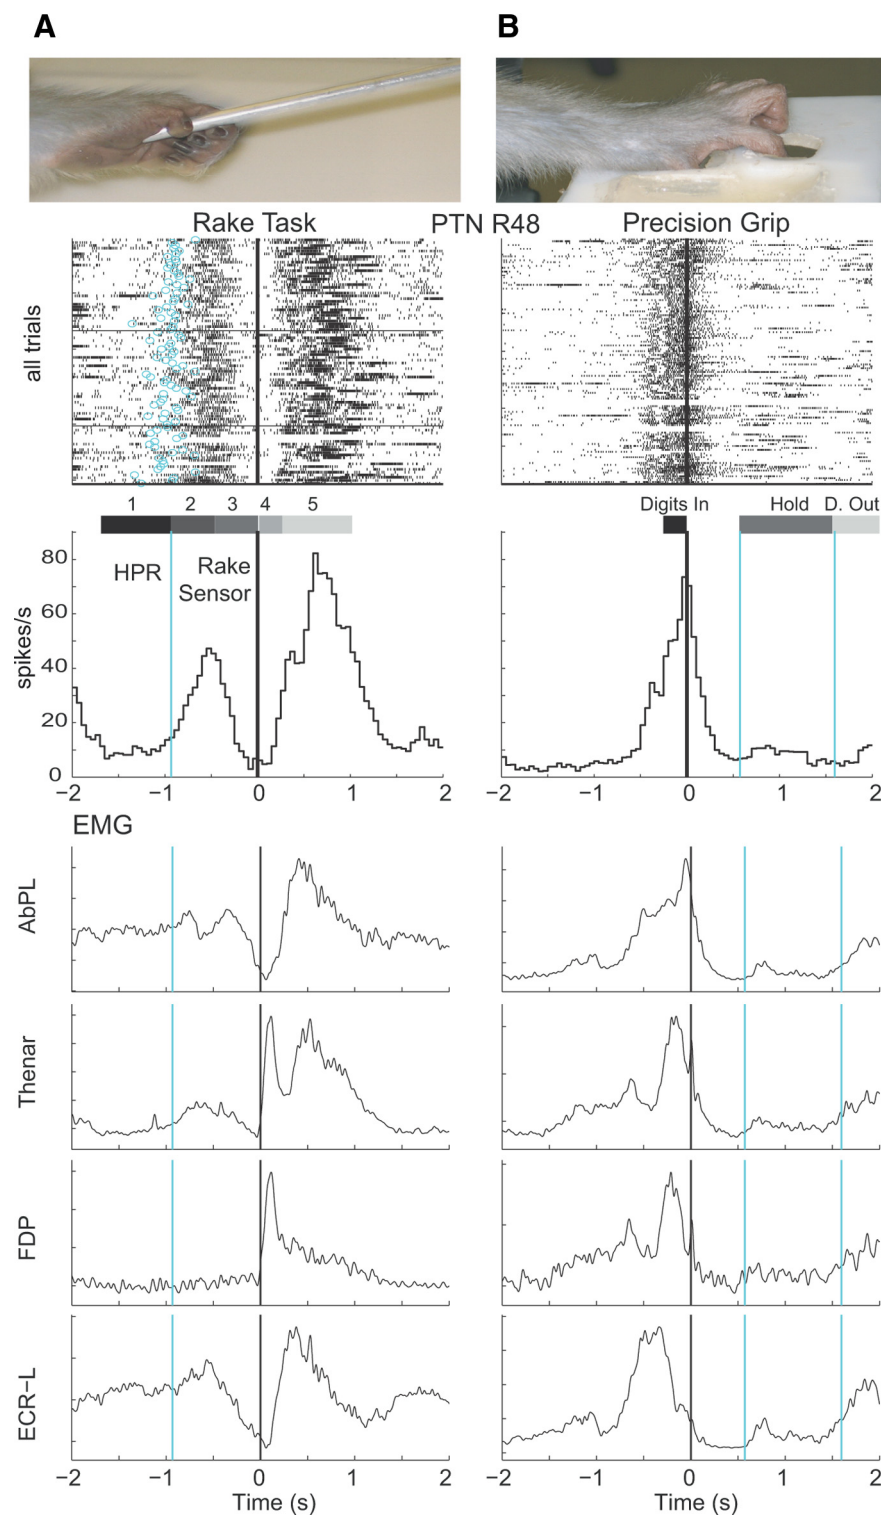 A B
Rake Task PTN R48 Precision Grip
all trials
1 2 3 4 5 Digits In Hold D. Out
HPR Rake
Sensor
spikes/s
80
60
40
20
0
−2 −1 0 1 2 −2 −1 0 1 2
EMG
AbPL
Thenar
FDP
ECR−L
−2 −1 0 1 2 −2 −1 0 1 2
Time (s) Time (s)